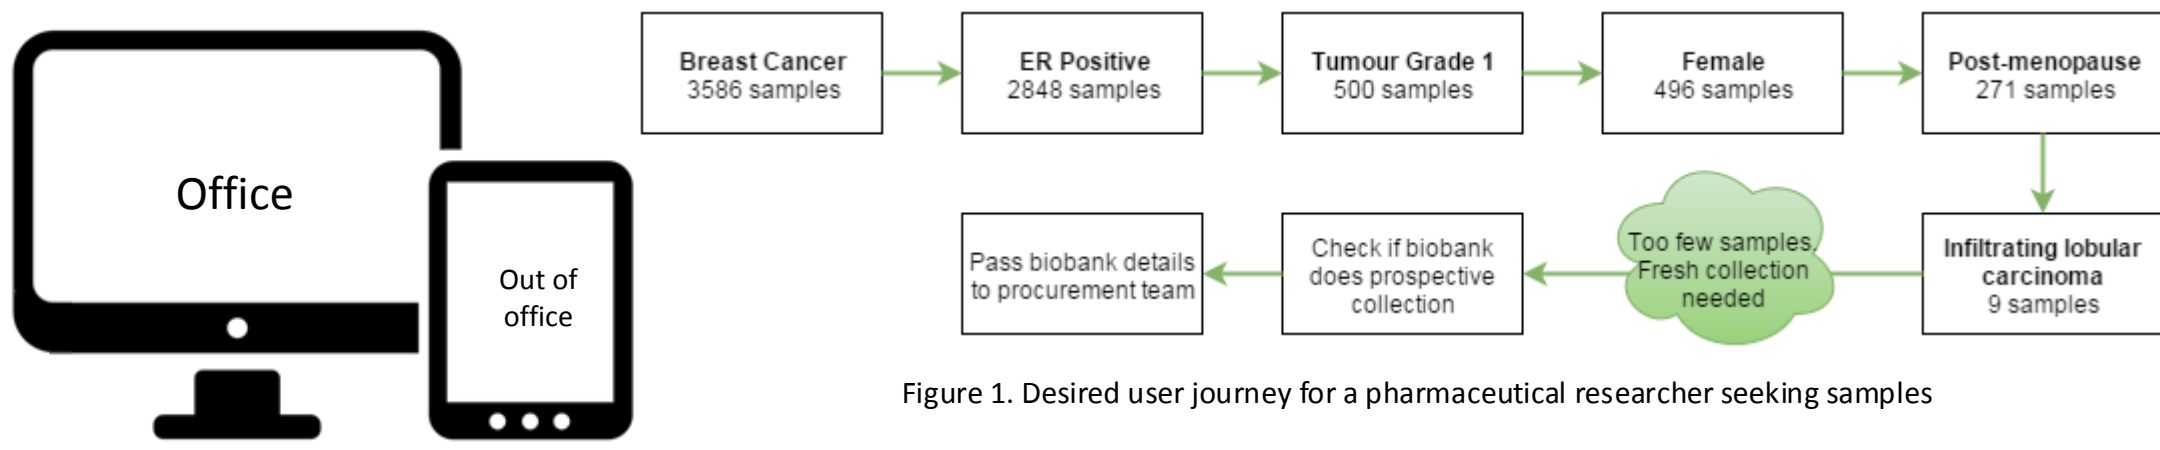 Office
Out of
office
Breast Cancer
3586 samples
ER Positive
2848 samples
Tumour Grade 1
500 samples
Female
496 samples
Post-menopause
271 samples
Infiltrating lobular
carcinoma
9 samples
Too few samples.
Fresh collection
needed
Check if biobank
does prospective
collection
Pass biobank details
to procurement team
Figure 1. Desired user journey for a pharmaceutical researcher seeking samples